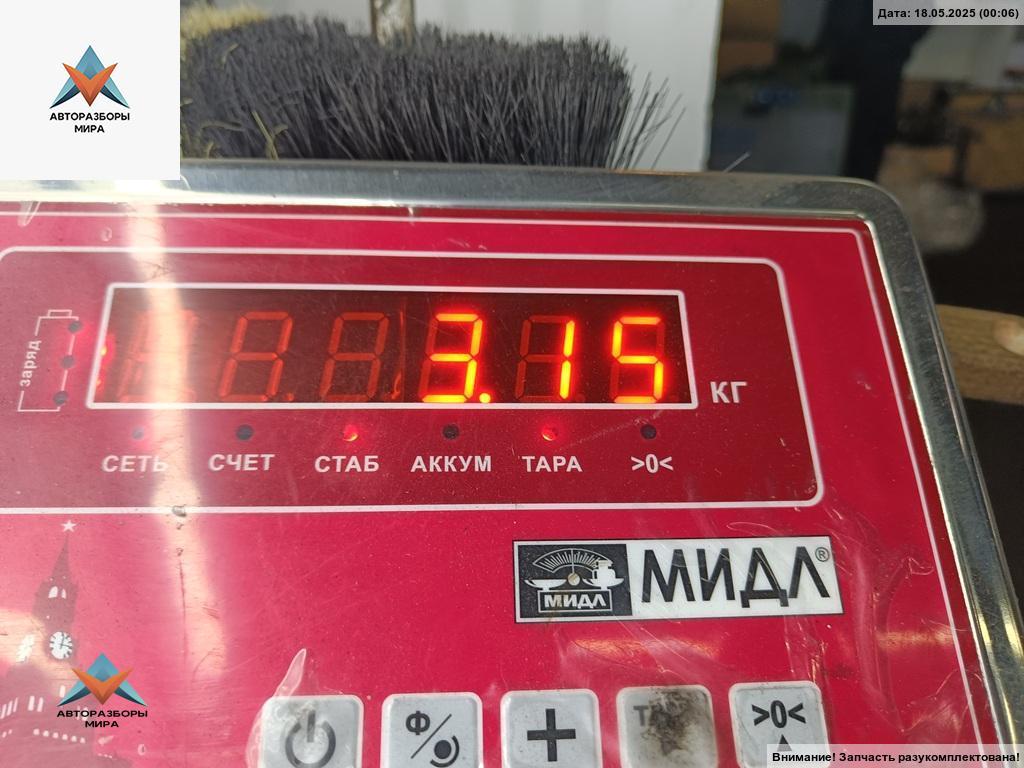 Дата: 18.05.2025 (00:06)
АВТОРАЗБОРЫ
МИРА
заряд
3.15
КГ
СЕТЬ СЧЕТ СТАБ АККУМ ТАРА >0<
МИДЛ МИДЛ®
АВТОРАЗБОРЫ
МИРА
Ф + >0<
Внимание! Запчасть разукомплектована!